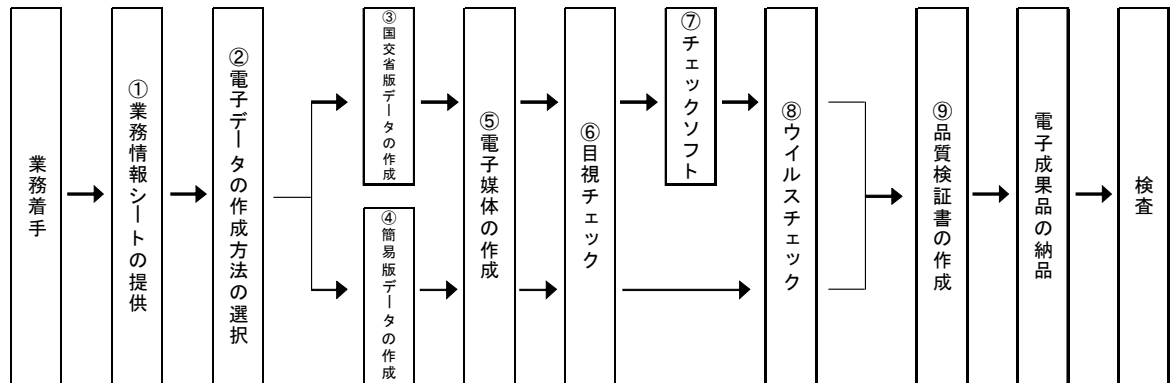 業務着手
①業務情報シートの提供
②電子データの作成方法の選択
③国交省版データの作成
④簡易版データの作成
⑤電子媒体の作成
⑥目視チェック
⑦チェックソフト
⑧ウイルスチェック
⑨品質検証書の作成
電子成果品の納品
検査